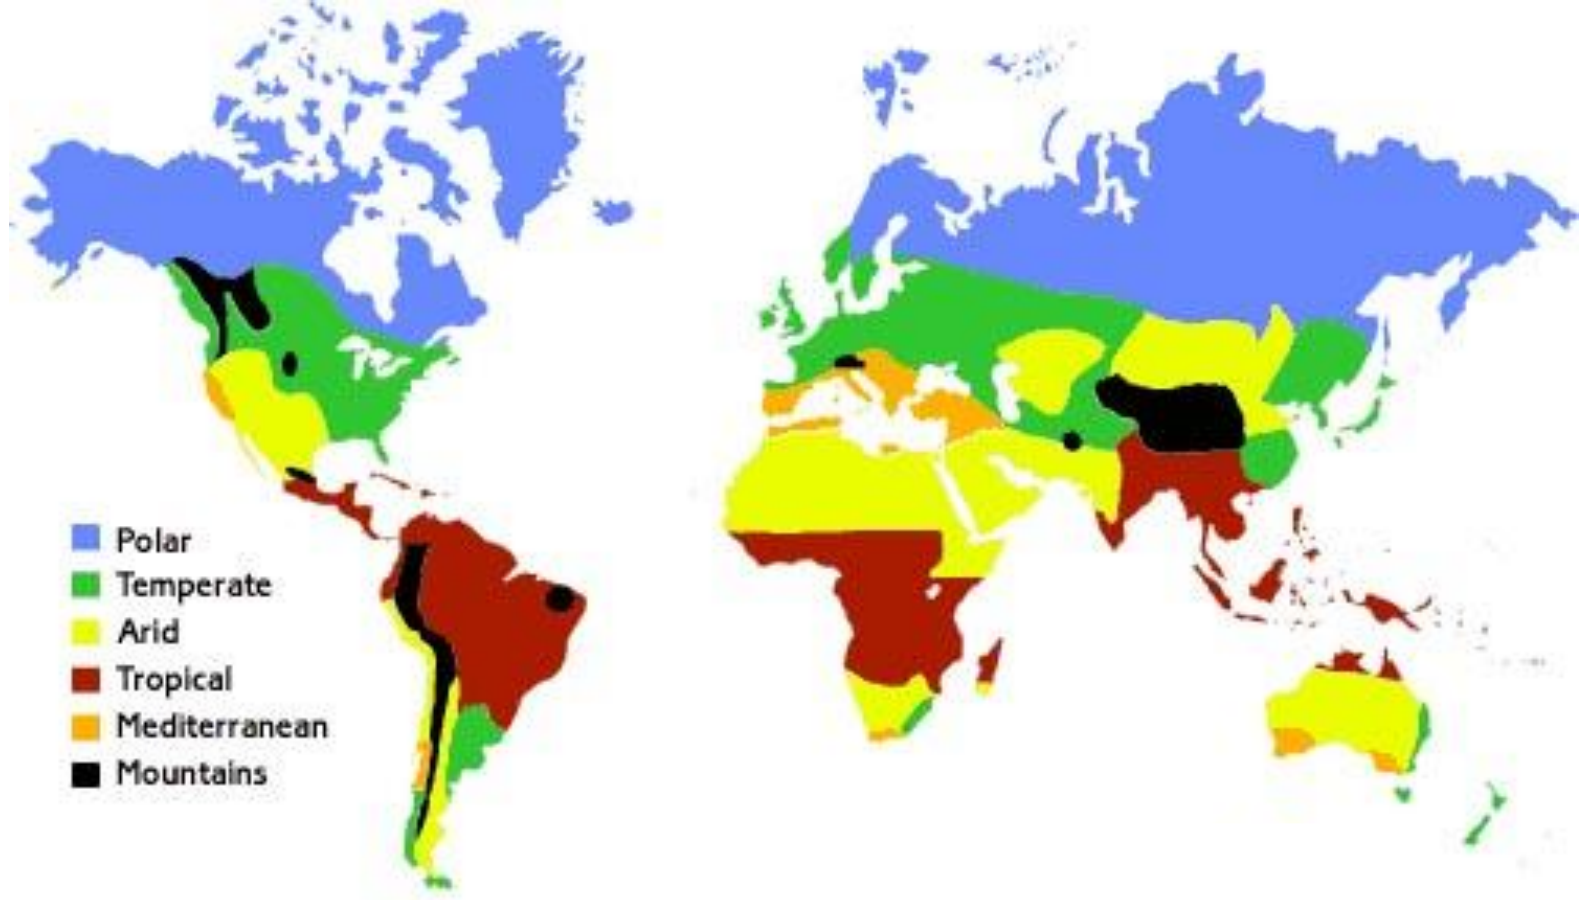 Polar
Temperate
Arid
Tropical
Mediterranean
Mountains